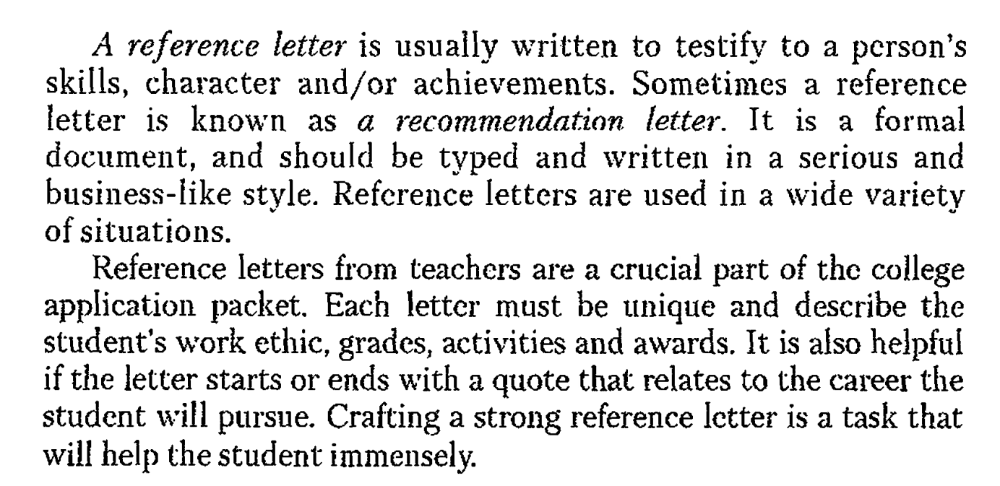 A reference letter is usually written to testify to a person's
skills, character and/or achievements. Sometimes a reference
letter is known as a recommendation letter. It is a formal
document, and should be typed and written in a serious and
business-like style. Reference letters are used in a wide variety
of situations.
Reference letters from teachers are a crucial part of the college
application packet. Each letter must be unique and describe the
student's work ethic, grades, activities and awards. It is also helpful
if the letter starts or ends with a quote that relates to the career the
student will pursue. Crafting a strong reference letter is a task that
will help the student immensely.